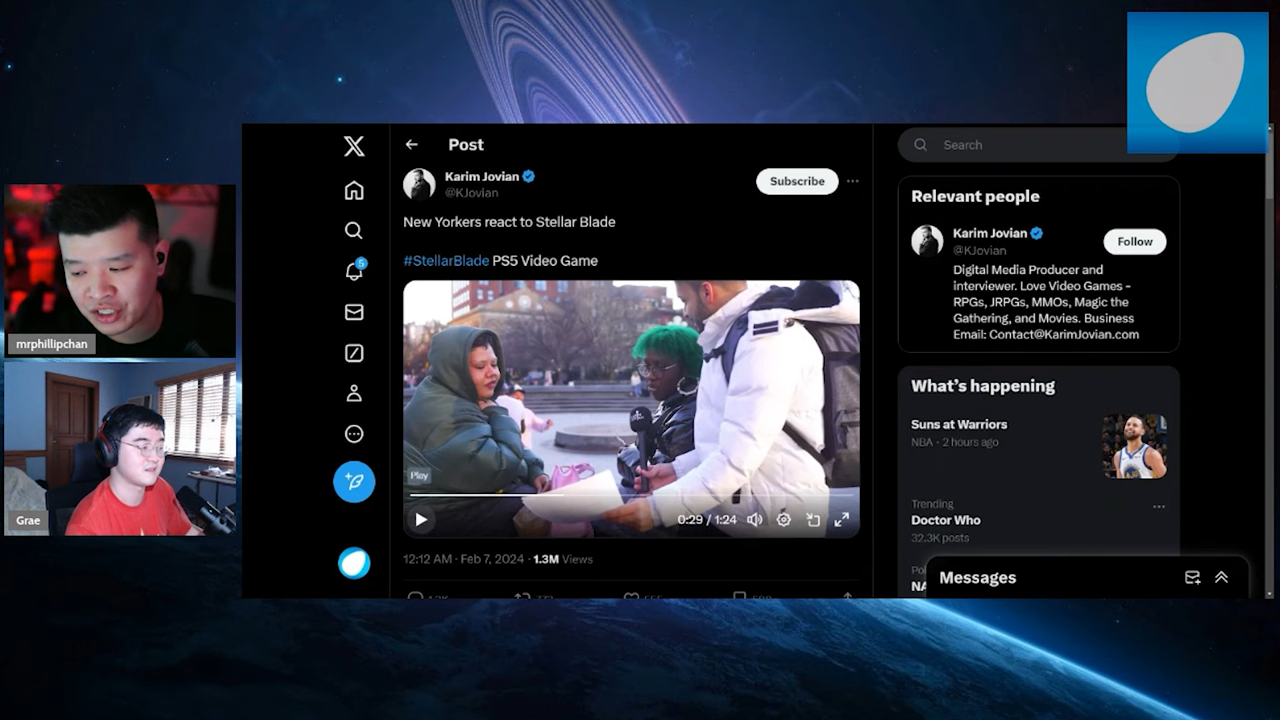 Post
Search
Karim Jovian
@KJovian
Subscribe
New Yorkers react to Stellar Blade
#StellarBlade PS5 Video Game
Play
0:29 / 1:24
12:12 AM · Feb 7, 2024 · 1.3M Views
Relevant people
Karim Jovian
@KJovian
Follow
Digital Media Producer and
interviewer. Love Video Games -
RPGs, JRPGs, MMOs, Magic the
Gathering, and Movies. Business
Email: Contact@KarimJovian.com
What's happening
Suns at Warriors
NBA · 2 hours ago
Trending
Doctor Who
32.3K posts
Messages
5
mrphillipchan
Grae